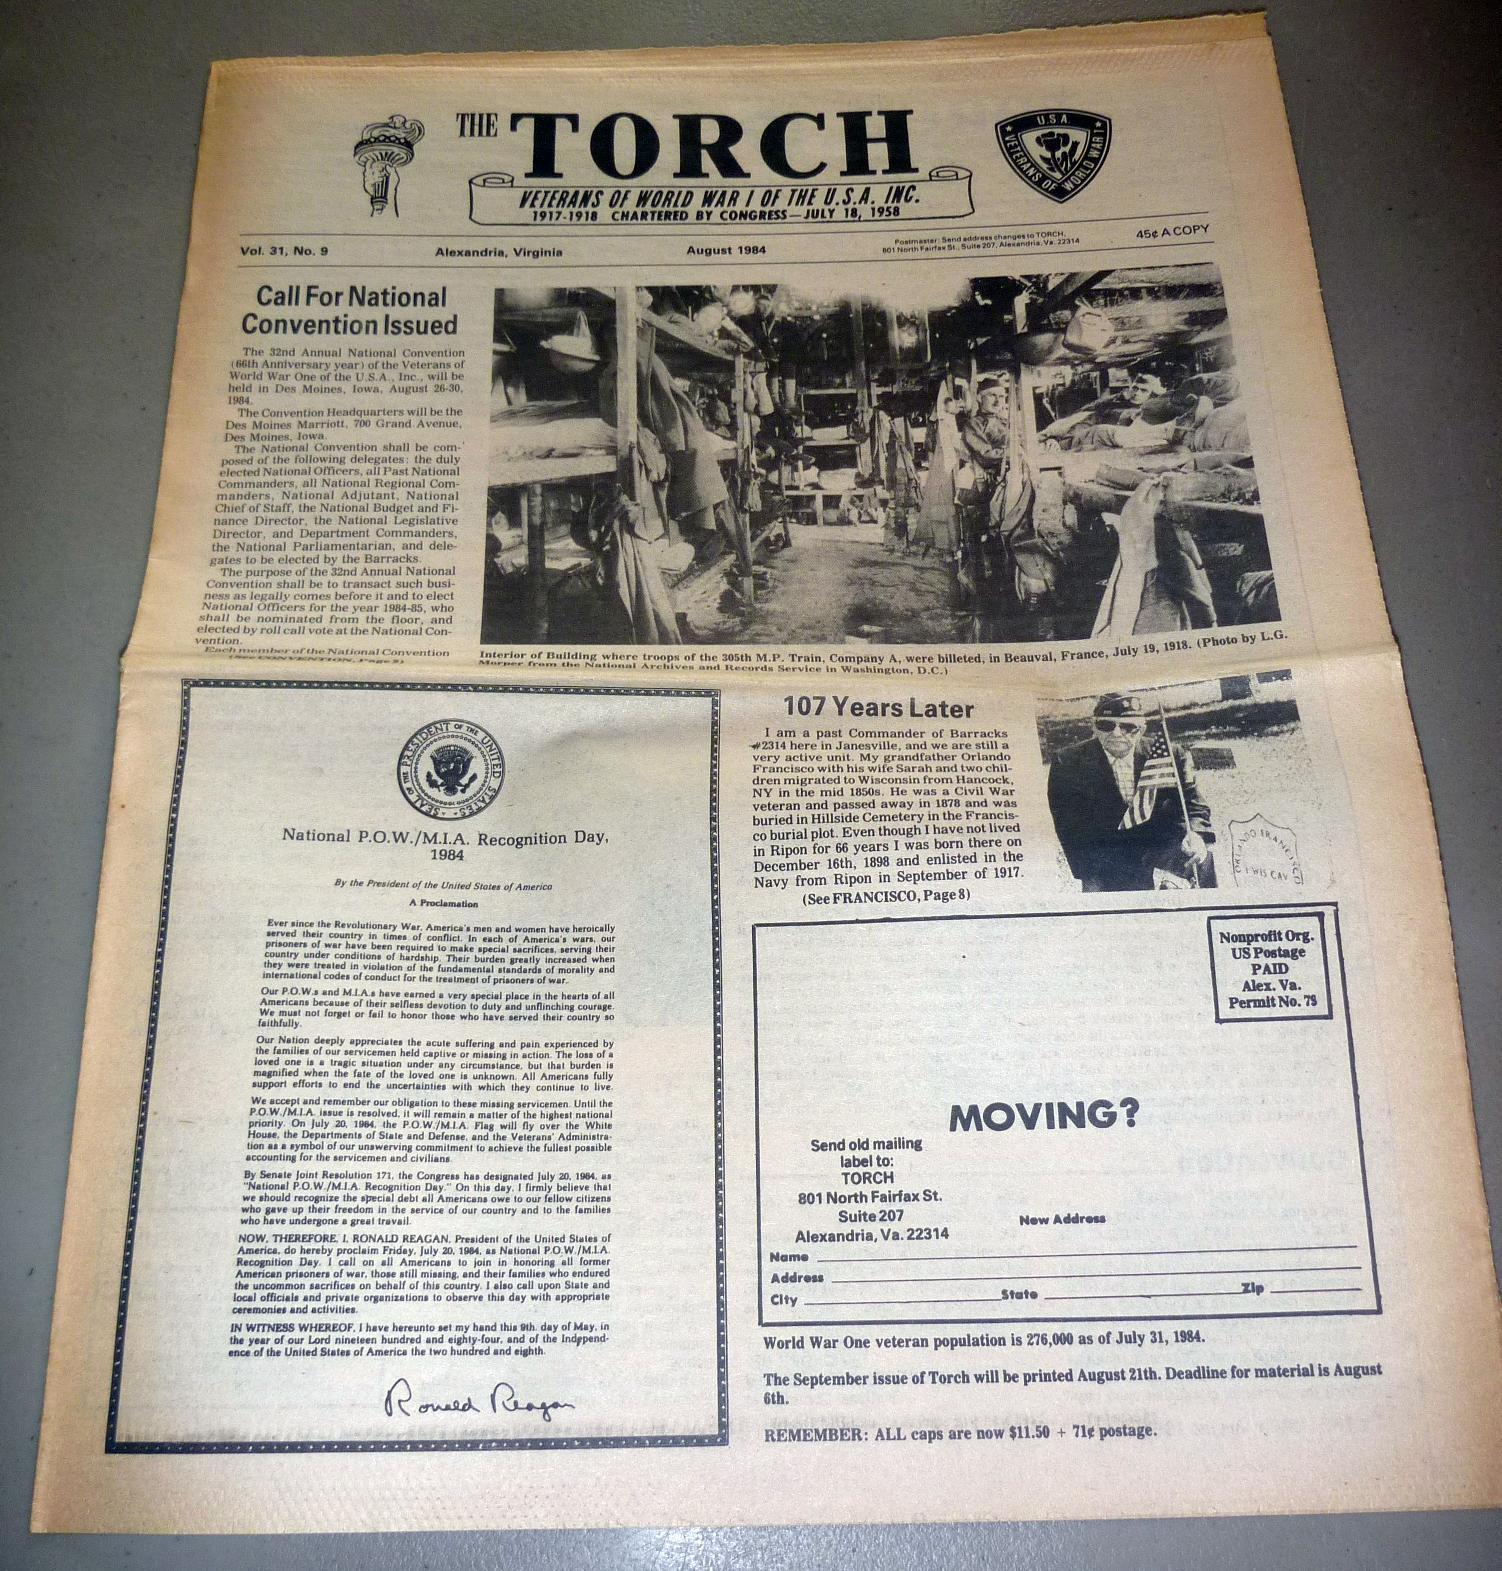 THE TORCH
U.S.A.
VETERANS OF WORLD WAR I
VETERANS OF WORLD WAR I OF THE U.S.A. INC.
1917-1918 CHARTERED BY CONGRESS—JULY 18, 1958
Vol. 31, No. 9
Alexandria, Virginia
August 1984
Postmaster: Send address changes to TORCH,
801 North Fairfax St., Suite 207, Alexandria, Va. 22314
45¢ A COPY
Call For National
Convention Issued
The 32nd Annual National Convention
(66th Anniversary year) of the Veterans of
World War One of the U.S.A., Inc., will be
held in Des Moines, Iowa, August 26-30,
1984.
The Convention Headquarters will be the
Des Moines Marriott, 700 Grand Avenue,
Des Moines, Iowa.
The National Convention shall be com-
posed of the following delegates: the duly
elected National Officers, all Past National
Commanders, all National Regional Com-
manders, National Adjutant, National
Chief of Staff, the National Budget and Fi-
nance Director, the National Legislative
Director, and Department Commanders,
the National Parliamentarian, and dele-
gates to be elected by the Barracks.
The purpose of the 32nd Annual National
Convention shall be to transact such busi-
ness as legally comes before it and to elect
National Officers for the year 1984-85, who
shall be nominated from the floor, and
elected by roll call vote at the National Con-
vention.
Each member of the National Convention
(See CONVENTION, Page 5)
Interior of Building where troops of the 305th M.P. Train, Company A, were billeted, in Beauval, France, July 19, 1918. (Photo by L.G.
from the National Archives and Records Service in Washington, D.C.)
SEAL OF THE PRESIDENT OF THE UNITED STATES
National P.O.W./M.I.A. Recognition Day,
1984
By the President of the United States of America
A Proclamation
Ever since the Revolutionary War, America's men and women have heroically
served their country in times of conflict. In each of America's wars, our
prisoners of war have been required to make special sacrifices, serving their
country under conditions of hardship. Their burden greatly increased when
they were treated in violation of the fundamental standards of morality and
international codes of conduct for the treatment of prisoners of war.
Our P.O.W.s and M.I.A.s have earned a very special place in the hearts of all
Americans because of their selfless devotion to duty and unflinching courage.
We must not forget or fail to honor those who have served their country so
faithfully.
Our Nation deeply appreciates the acute suffering and pain experienced by
the families of our servicemen held captive or missing in action. The loss of a
loved one is a tragic situation under any circumstance, but that burden is
magnified when the fate of the loved one is unknown. All Americans fully
support efforts to end the uncertainties with which they continue to live.
We accept and remember our obligation to these missing servicemen. Until the
P.O.W./M.I.A. issue is resolved, it will remain a matter of the highest national
priority. On July 20, 1984, the P.O.W./M.I.A. Flag will fly over the White
House, the Departments of State and Defense, and the Veterans' Administra-
tion as a symbol of our unswerving commitment to achieve the fullest possible
accounting for the servicemen and civilians.
By Senate Joint Resolution 171, the Congress has designated July 20, 1984, as
"National P.O.W./M.I.A. Recognition Day." On this day, I firmly believe that
we should recognize the special debt all Americans owe to our fellow citizens
who gave up their freedom in the service of our country and to the families
who have undergone a great travail.
NOW, THEREFORE, I, RONALD REAGAN, President of the United States of
America, do hereby proclaim Friday, July 20, 1984, as National P.O.W./M.I.A.
Recognition Day. I call on all Americans to join in honoring all former
American prisoners of war, those still missing, and their families who endured
the uncommon sacrifices on behalf of this country. I also call upon State and
local officials and private organizations to observe this day with appropriate
ceremonies and activities.
IN WITNESS WHEREOF, I have hereunto set my hand this 9th. day of May, in
the year of our Lord nineteen hundred and eighty-four, and of the Independ-
ence of the United States of America the two hundred and eighth.
Ronald Reagan
107 Years Later
I am a past Commander of Barracks
#2314 here in Janesville, and we are still a
very active unit. My grandfather Orlando
Francisco with his wife Sarah and two chil-
dren migrated to Wisconsin from Hancock,
NY in the mid 1850s. He was a Civil War
veteran and passed away in 1878 and was
buried in Hillside Cemetery in the Francis-
co burial plot. Even though I have not lived
in Ripon for 66 years I was born there on
December 16th, 1898 and enlisted in the
Navy from Ripon in September of 1917.
(See FRANCISCO, Page 8)
ORLANDO FRANCISCO
1 WIS CAV
Nonprofit Org.
US Postage
PAID
Alex. Va.
Permit No. 79
MOVING?
Send old mailing
label to:
TORCH
801 North Fairfax St.
Suite 207
Alexandria, Va. 22314
New Address
Name
Address
City State Zip
World War One veteran population is 276,000 as of July 31, 1984.
The September issue of Torch will be printed August 21th. Deadline for material is August
6th.
REMEMBER: ALL caps are now $11.50 + 71¢ postage.